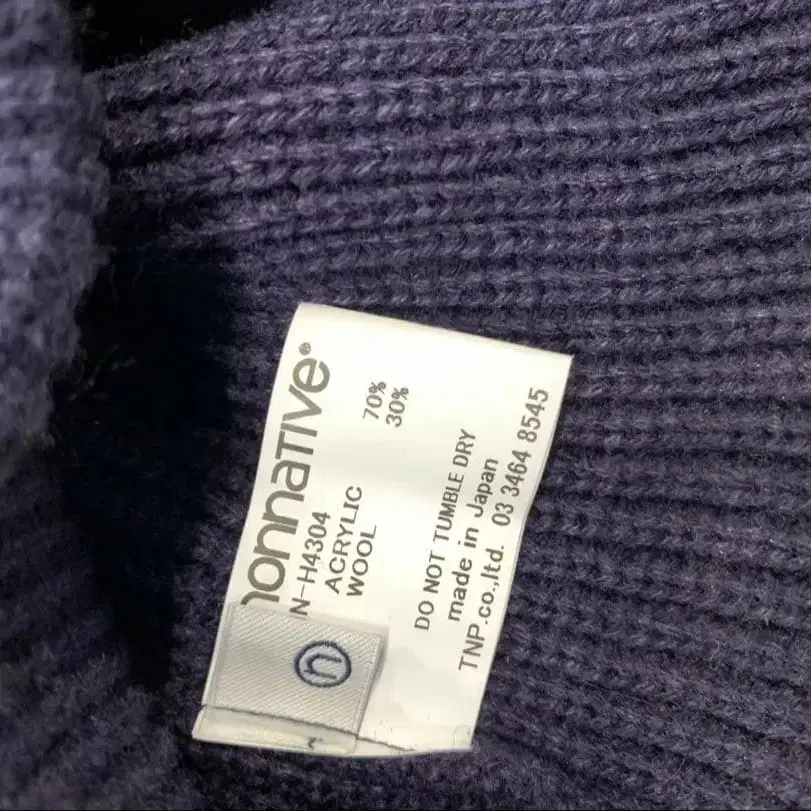 nonnative®
N-H4304
ACRYLIC 70%
WOOL 30%
DO NOT TUMBLE DRY
made in Japan
TNP.co.,ltd. 03 3464 8545
n